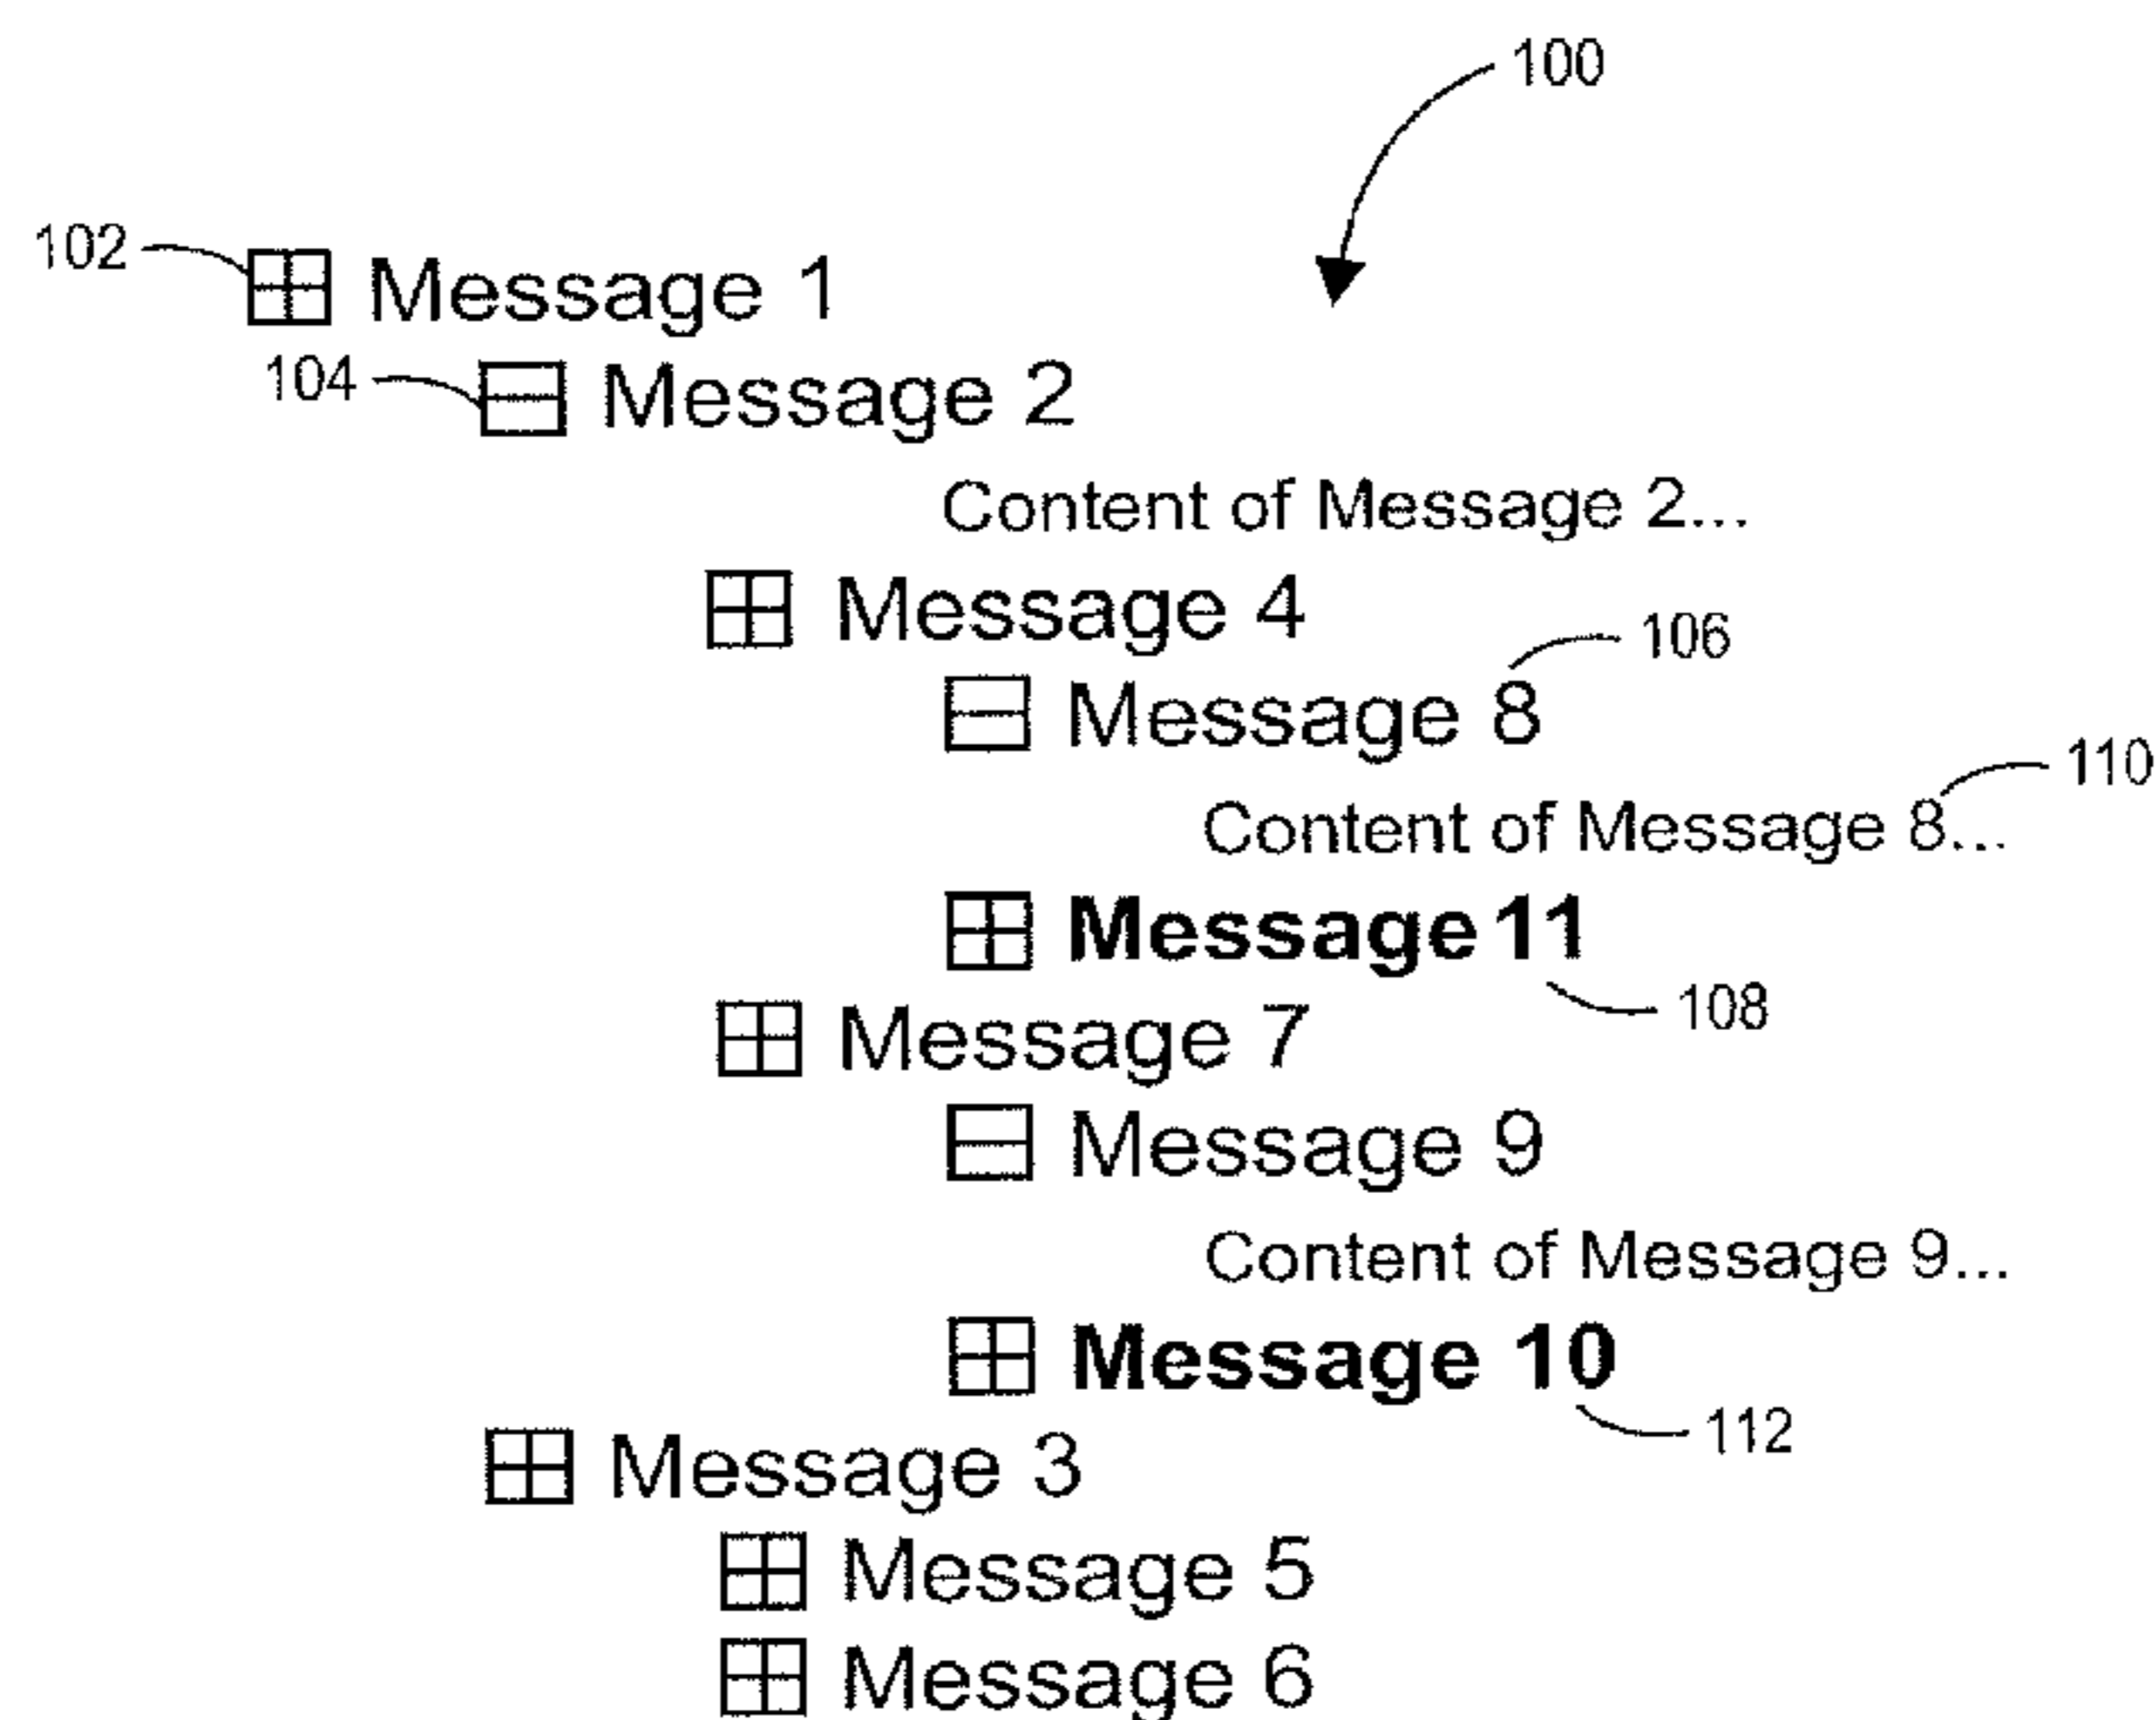 100
102 Message 1
104 Message 2
Content of Message 2...
Message 4
106
Message 8
110
Content of Message 8...
Message 11
108
Message 7
Message 9
Content of Message 9...
Message 10
112
Message 3
Message 5
Message 6